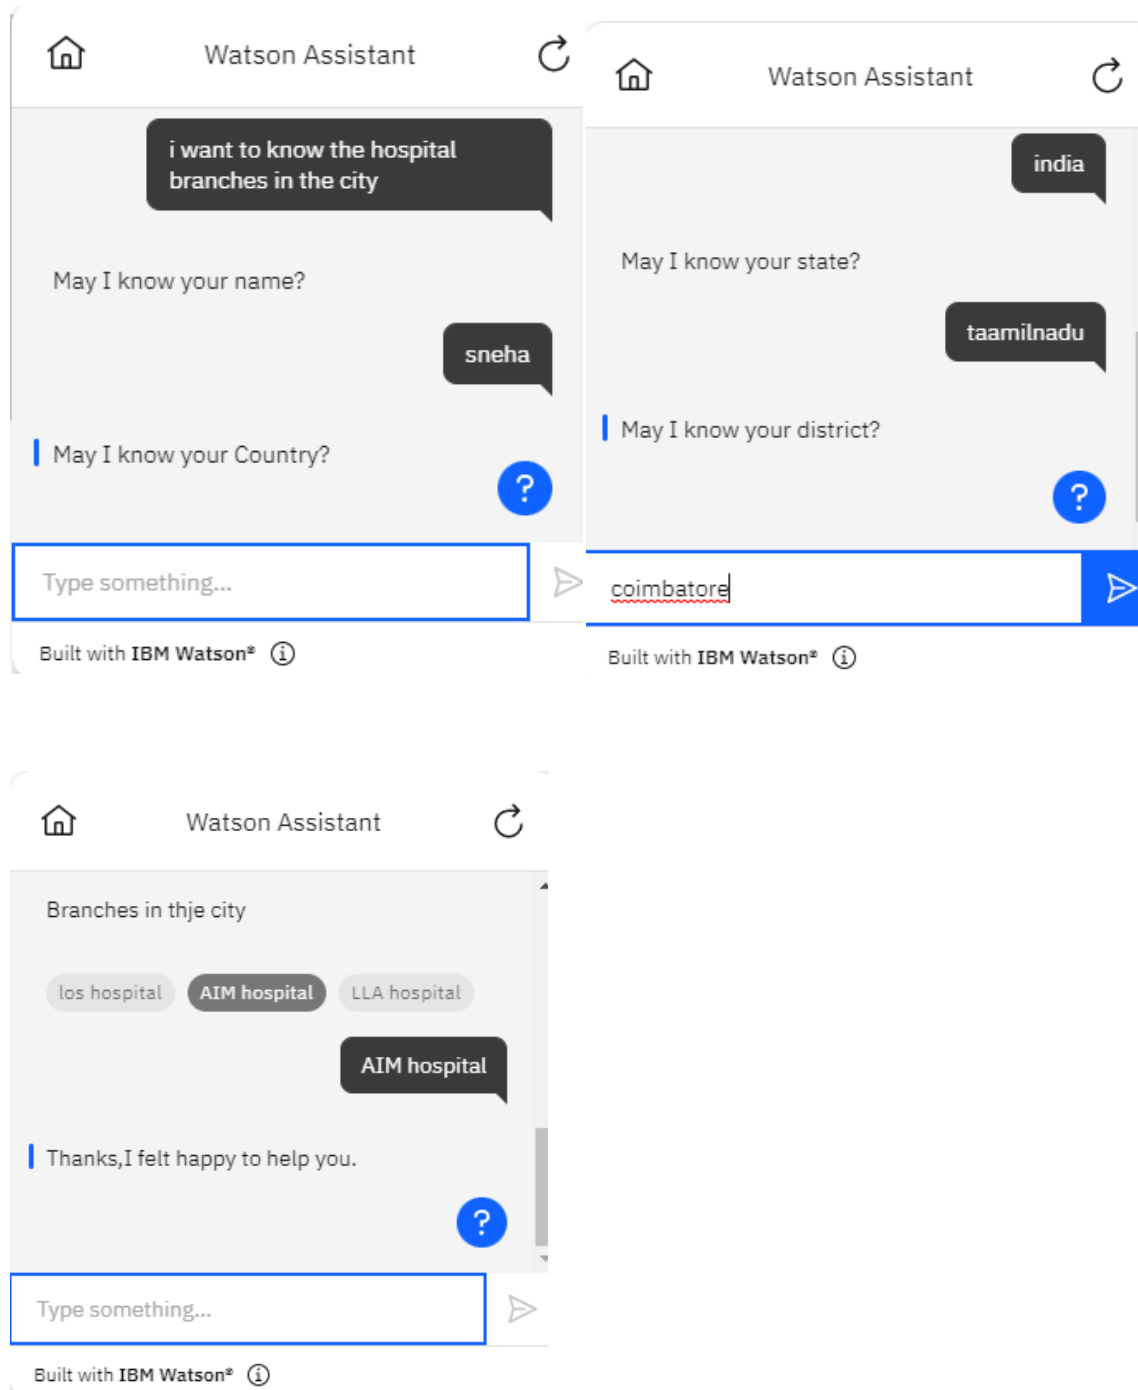 Watson Assistant
i want to know the hospital
branches in the city
May I know your name?
sneha
May I know your Country?
?
Type something...
Built with IBM Watson®
Watson Assistant
india
May I know your state?
taamilnadu
May I know your district?
?
coimbatore
Built with IBM Watson®
Watson Assistant
Branches in thje city
los hospital AIM hospital LLA hospital
AIM hospital
Thanks,I felt happy to help you.
?
Type something...
Built with IBM Watson®